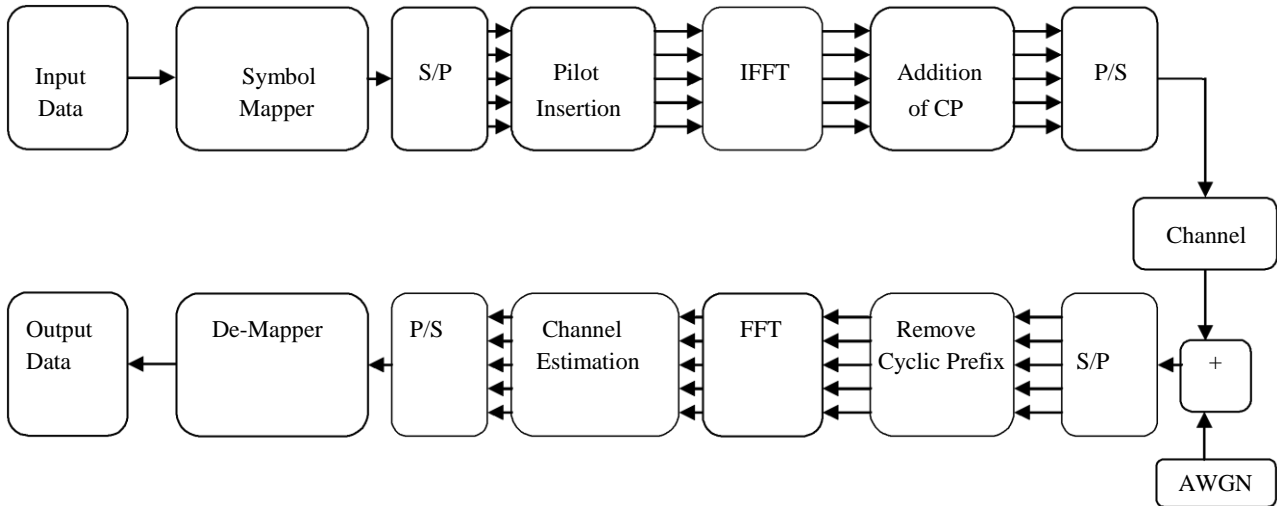 Input
Data
Symbol
Mapper
S/P
Pilot
Insertion
IFFT
Addition
of CP
P/S
Channel
Output
Data
De-Mapper
P/S
Channel
Estimation
FFT
Remove
Cyclic Prefix
S/P
+
AWGN